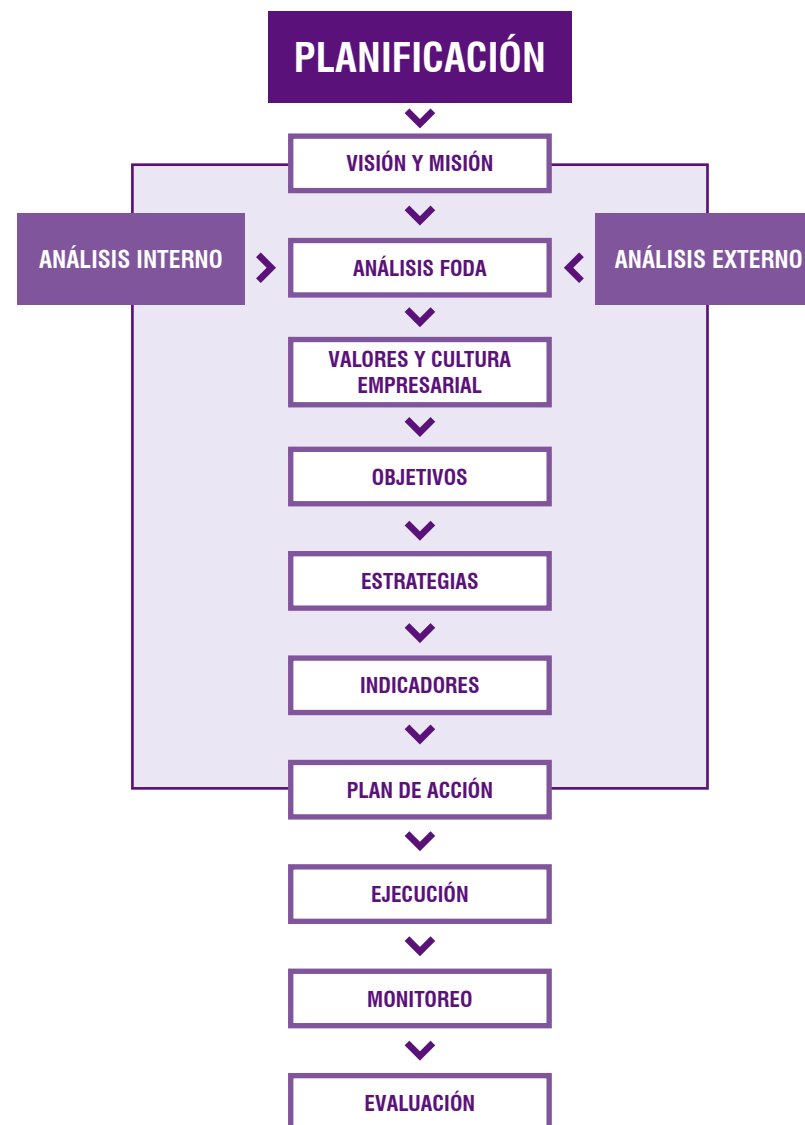 PLANIFICACIÓN
VISIÓN Y MISIÓN
ANÁLISIS INTERNO
ANÁLISIS FODA
ANÁLISIS EXTERNO
VALORES Y CULTURA
EMPRESARIAL
OBJETIVOS
ESTRATEGIAS
INDICADORES
PLAN DE ACCIÓN
EJECUCIÓN
MONITOREO
EVALUACIÓN